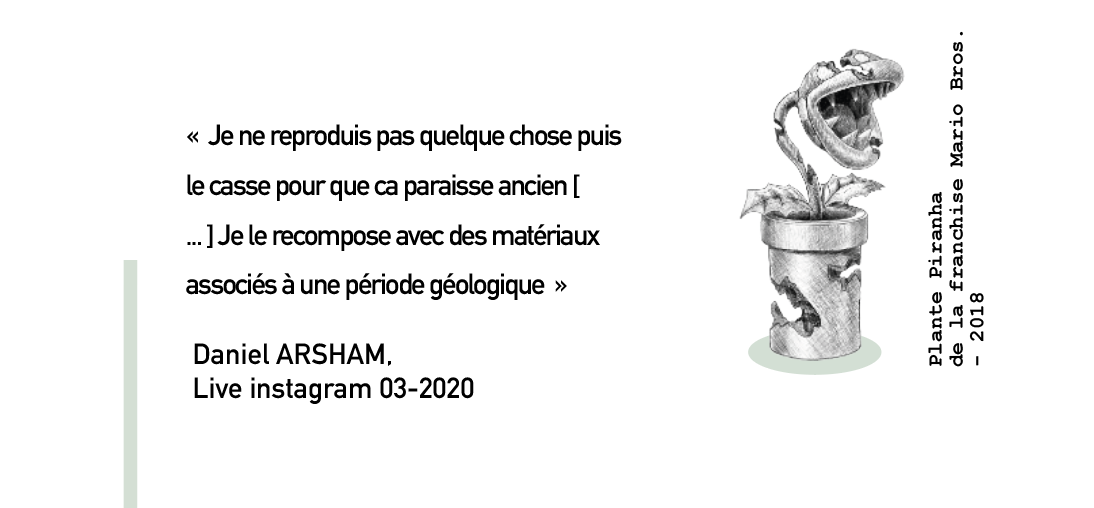 « Je ne reproduis pas quelque chose puis
le casse pour que ca paraisse ancien [
... ] Je le recompose avec des matériaux
associés à une période géologique »
Daniel ARSHAM,
Live instagram 03-2020
Plante Piranha
de la franchise Mario Bros.
– 2018